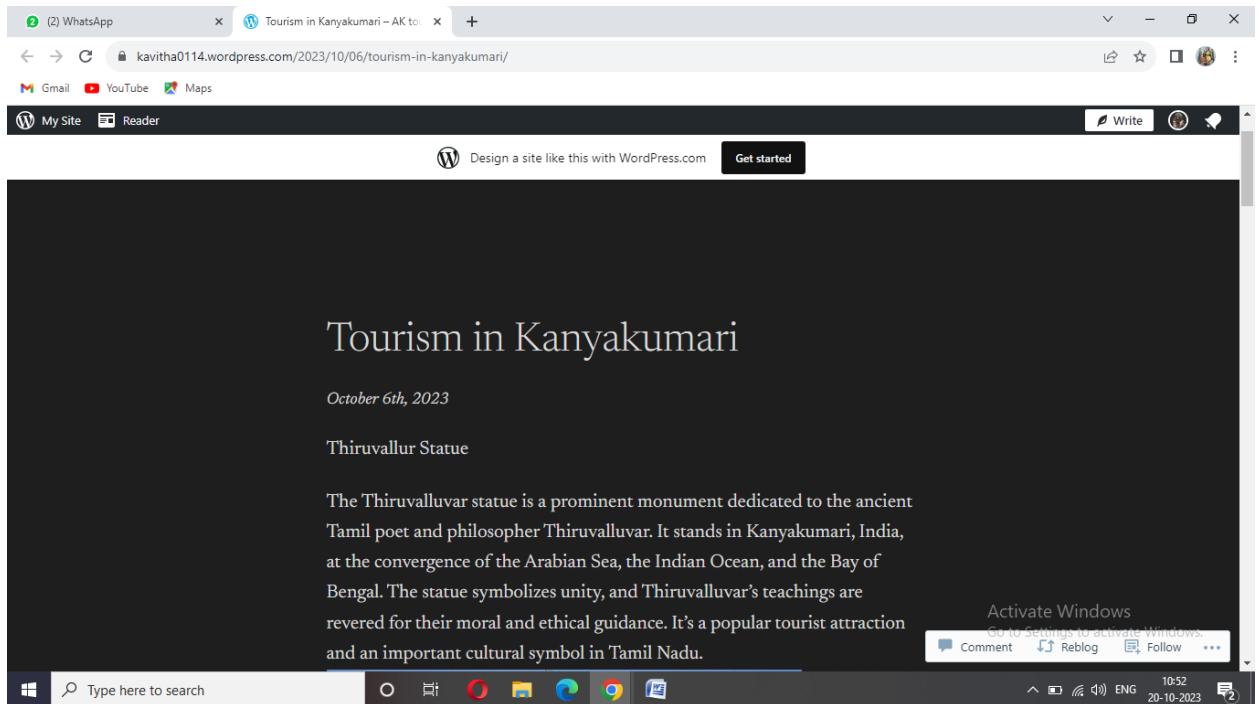 (2) WhatsApp
Tourism in Kanyakumari – AK to
kavitha0114.wordpress.com/2023/10/06/tourism-in-kanyakumari/
Gmail YouTube Maps
My Site Reader Write
Design a site like this with WordPress.com Get started
Tourism in Kanyakumari
October 6th, 2023
Thiruvallur Statue
The Thiruvalluvar statue is a prominent monument dedicated to the ancient
Tamil poet and philosopher Thiruvalluvar. It stands in Kanyakumari, India,
at the convergence of the Arabian Sea, the Indian Ocean, and the Bay of
Bengal. The statue symbolizes unity, and Thiruvalluvar’s teachings are
revered for their moral and ethical guidance. It’s a popular tourist attraction
and an important cultural symbol in Tamil Nadu.
Activate Windows
Go to Settings to activate Windows.
Comment Reblog Follow
Type here to search
ENG
10:52
20-10-2023
2